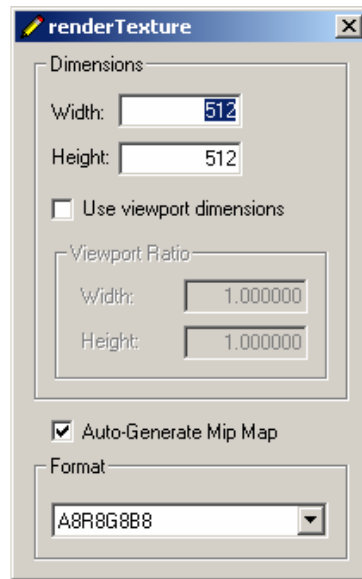 renderTexture
Dimensions
Width: 512
Height: 512
Use viewport dimensions
Viewport Ratio
Width: 1.000000
Height: 1.000000
Auto-Generate Mip Map
Format
A8R8G8B8